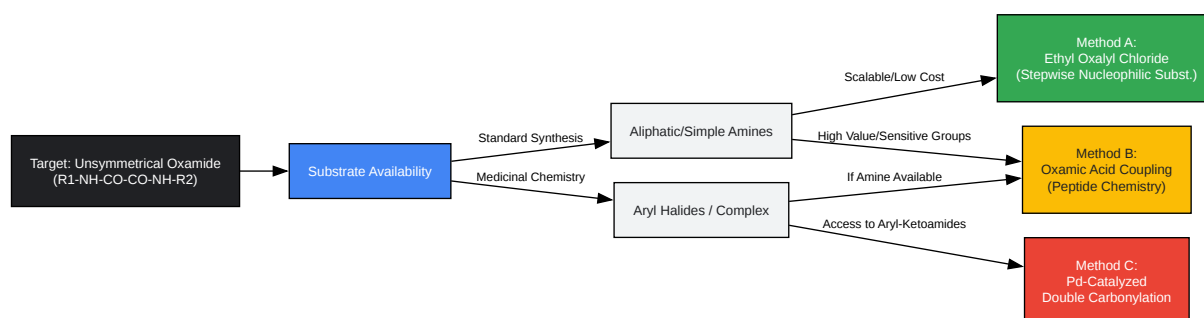 Target: Unsymmetrical Oxamide
(R1-NH-CO-CO-NH-R2)
Substrate Availability
Standard Synthesis
Medicinal Chemistry
Aliphatic/Simple Amines
Aryl Halides / Complex
Scalable/Low Cost
High Value/Sensitive Groups
If Amine Available
Access to Aryl-Ketoamides
Method A:
Ethyl Oxalyl Chloride
(Stepwise Nucleophilic Subst.)
Method B:
Oxamic Acid Coupling
(Peptide Chemistry)
Method C:
Pd-Catalyzed
Double Carbonylation